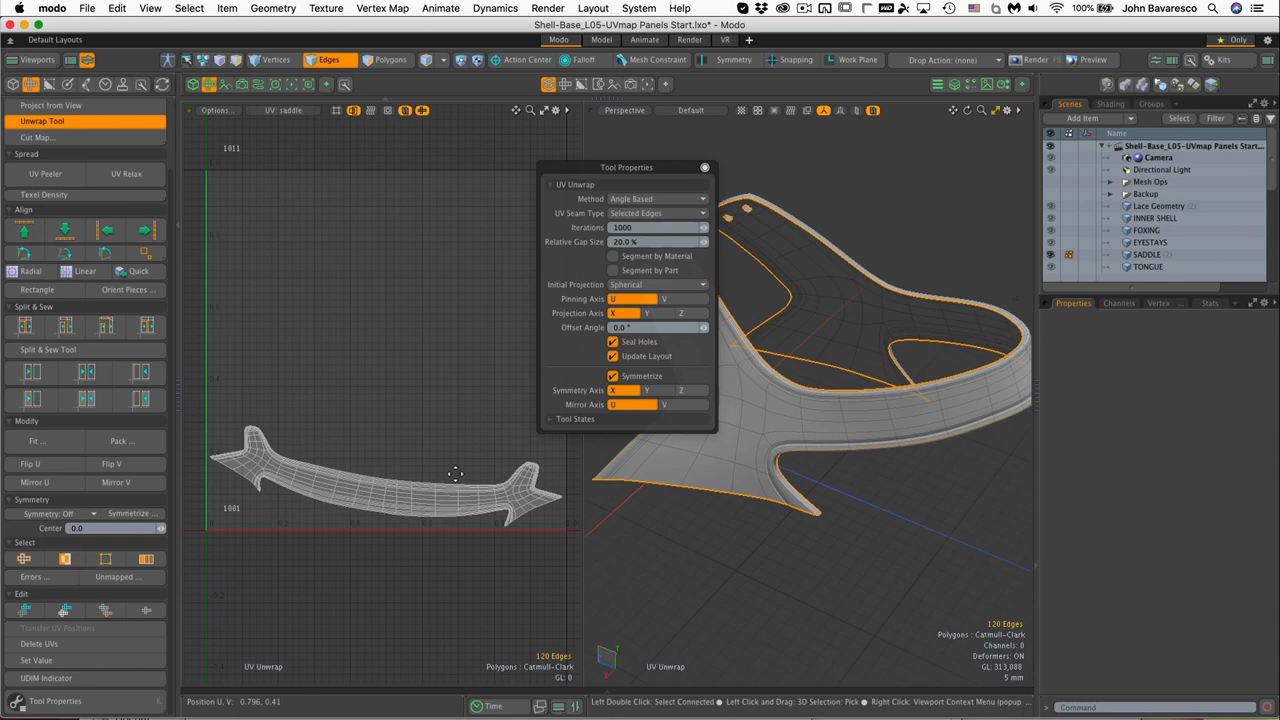 modo File Edit View Select Item Geometry Texture Vertex Map Animate Dynamics Render Layout System Help 100% John Bavaresco
Shell-Base_L05-UVmap Panels Start.lxo* - Modo
Default Layouts Modo Model Animate Render VR Only
Viewports Vertices Edges Polygons Action Center Falloff Mesh Constraint Symmetry Snapping Work Plane Drop Action: (none) Render Preview Kits
Options... UV: saddle Perspective Default
Project from View
Unwrap Tool
Cut Map...
Spread
UV Peeler UV Relax
Texel Density
Align
Radial Linear Quick
Rectangle Orient Pieces ...
Split & Sew
Split & Sew Tool
Modify
Fit ... Pack ...
Flip U Flip V
Mirror U Mirror V
Symmetry
Symmetry: Off Symmetrize ...
Center 0.0
Select
Errors ... Unmapped ...
Edit
Transfer UV Positions
Delete UVs
Set Value
UDIM Indicator
Tool Properties
1011
1001
120 Edges
Polygons : Catmull-Clark
GL: 0
UV Unwrap
Position U, V: 0.796, 0.41
Tool Properties
UV Unwrap
Method Angle Based
UV Seam Type Selected Edges
Iterations 1000
Relative Gap Size 20.0 %
Segment by Material
Segment by Part
Initial Projection Spherical
Pinning Axis U V
Projection Axis X Y Z
Offset Angle 0.0 °
Seal Holes
Update Layout
Symmetrize
Symmetry Axis X Y Z
Mirror Axis U V
Tool States
120 Edges
Polygons : Catmull-Clark
Channels: 0
Deformers: ON
GL: 313,088
5 mm
UV Unwrap
Time
Left Double Click: Select Connected ● Left Click and Drag: 3D Selection: Pick ● Right Click: Viewport Context Menu (popup
Scenes Shading Groups
Add Item Select Filter
Name
Shell-Base_L05-UVmap Panels Start...
Camera
Directional Light
Mesh Ops
Backup
Lace Geometry (2)
INNER SHELL
FOXING
EYESTAYS
SADDLE (2)
TONGUE
Properties Channels Vertex ... Stats
Command